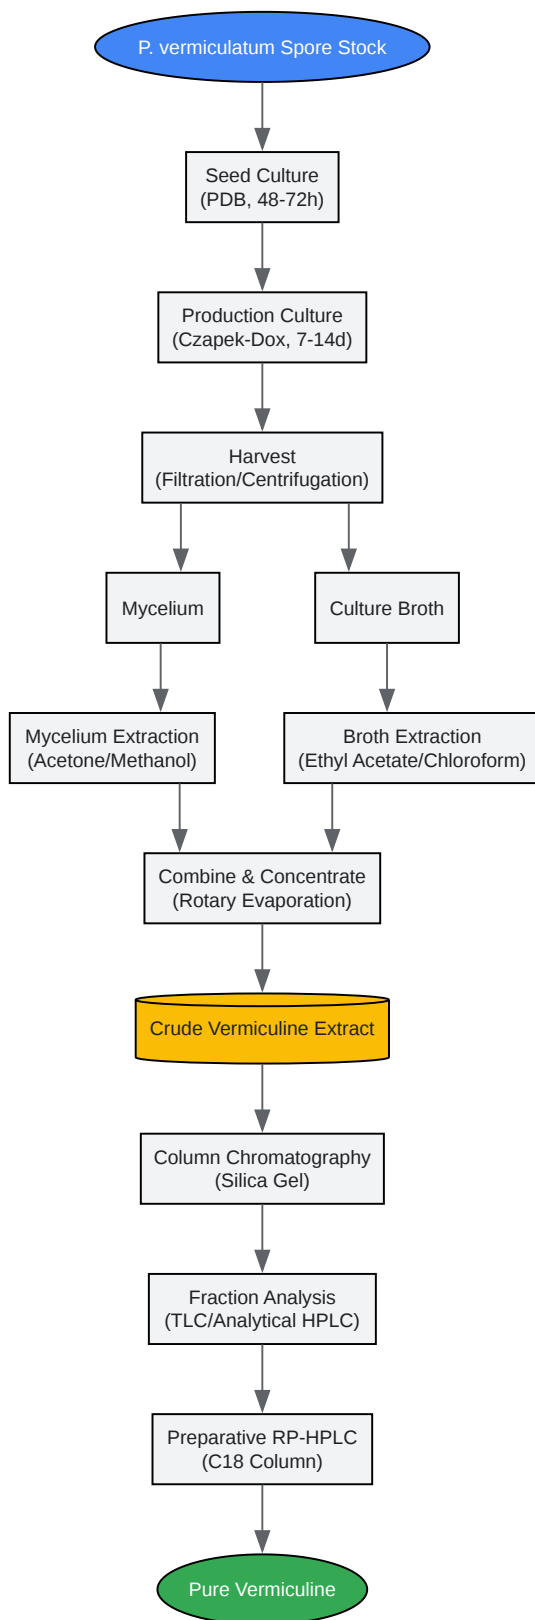 P. vermiculatum Spore Stock
Seed Culture
(PDB, 48-72h)
Production Culture
(Czapek-Dox, 7-14d)
Harvest
(Filtration/Centrifugation)
Mycelium
Culture Broth
Mycelium Extraction
(Acetone/Methanol)
Broth Extraction
(Ethyl Acetate/Chloroform)
Combine & Concentrate
(Rotary Evaporation)
Crude Vermiculine Extract
Column Chromatography
(Silica Gel)
Fraction Analysis
(TLC/Analytical HPLC)
Preparative RP-HPLC
(C18 Column)
Pure Vermiculine